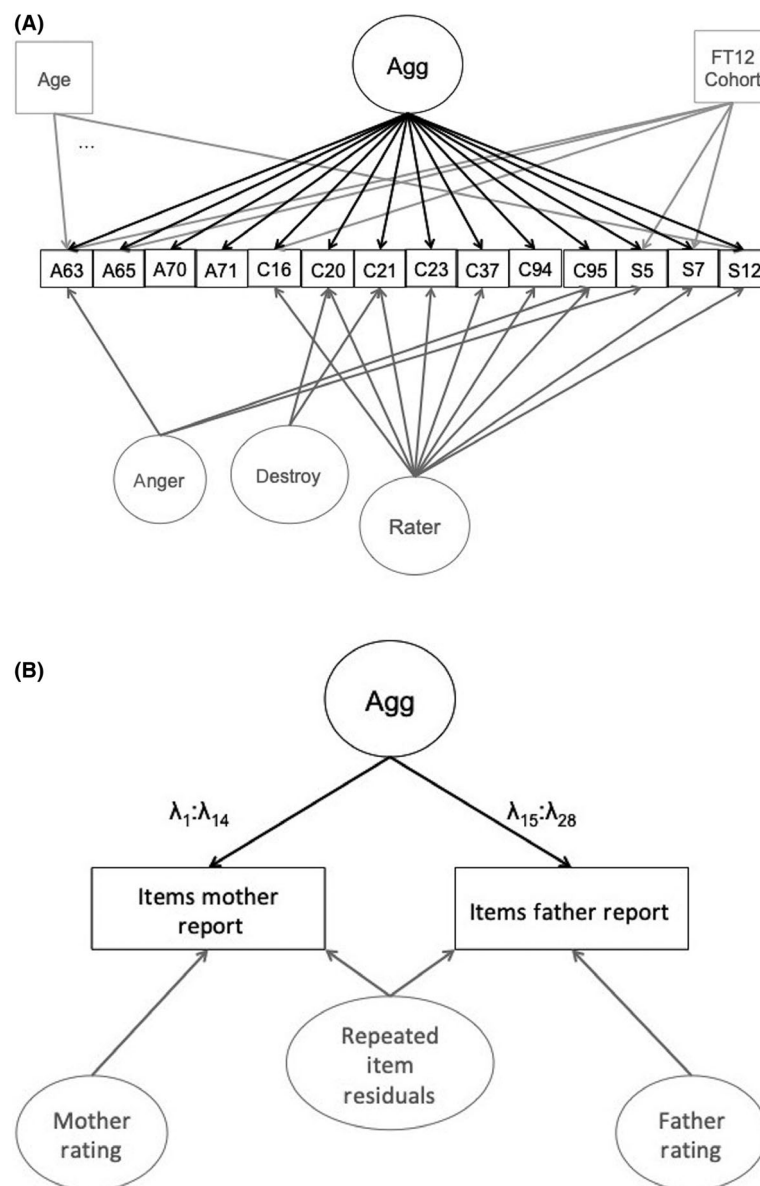 (A)
Age
Agg
FT12
Cohort
...
A63 A65 A70 A71 C16 C20 C21 C23 C37 C94 C95 S5 S7 S12
Anger
Destroy
Rater
(B)
Agg
λ₁:λ₁₄
λ₁₅:λ₂₈
Items mother
report
Items father report
Repeated
item
residuals
Mother
rating
Father
rating